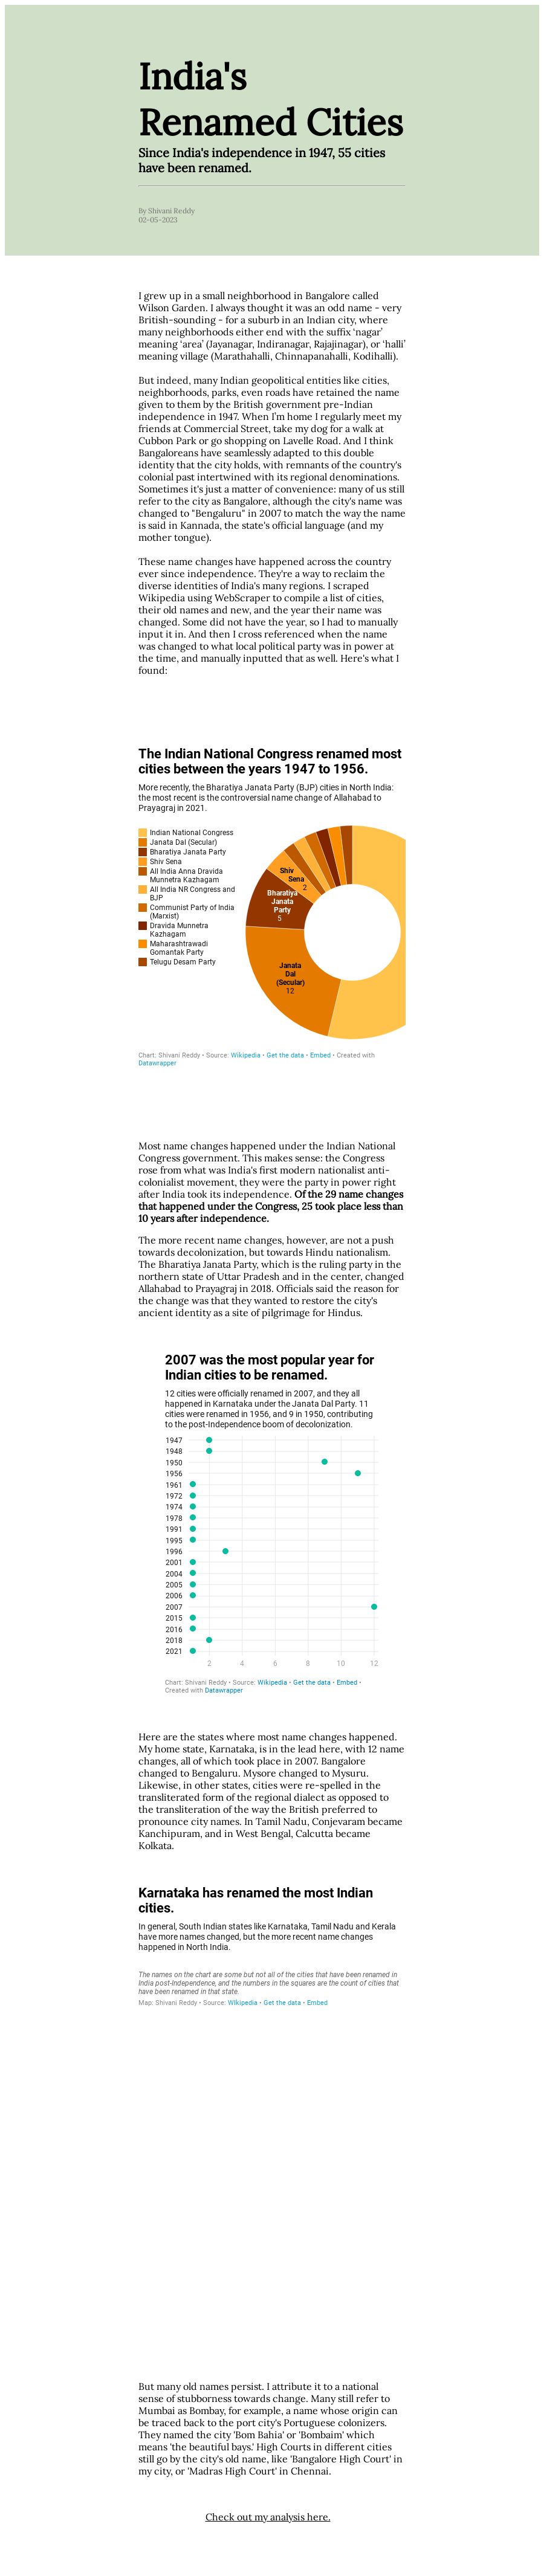 India's
Renamed Cities
Since India's independence in 1947, 55 cities
have been renamed.
By Shivani Reddy
02-05-2023
I grew up in a small neighborhood in Bangalore called
Wilson Garden. I always thought it was an odd name - very
British-sounding - for a suburb in an Indian city, where
many neighborhoods either end with the suffix ‘nagar’
meaning ‘area’ (Jayanagar, Indiranagar, Rajajinagar), or ‘halli’
meaning village (Marathahalli, Chinnapanahalli, Kodihalli).
But indeed, many Indian geopolitical entities like cities,
neighborhoods, parks, even roads have retained the name
given to them by the British government pre-Indian
independence in 1947. When I’m home I regularly meet my
friends at Commercial Street, take my dog for a walk at
Cubbon Park or go shopping on Lavelle Road. And I think
Bangaloreans have seamlessly adapted to this double
identity that the city holds, with remnants of the country's
colonial past intertwined with its regional denominations.
Sometimes it's just a matter of convenience: many of us still
refer to the city as Bangalore, although the city's name was
changed to "Bengaluru" in 2007 to match the way the name
is said in Kannada, the state's official language (and my
mother tongue).
These name changes have happened across the country
ever since independence. They're a way to reclaim the
diverse identities of India's many regions. I scraped
Wikipedia using WebScraper to compile a list of cities,
their old names and new, and the year their name was
changed. Some did not have the year, so I had to manually
input it in. And then I cross referenced when the name
was changed to what local political party was in power at
the time, and manually inputted that as well. Here's what I
found:
The Indian National Congress renamed most
cities between the years 1947 to 1956.
More recently, the Bharatiya Janata Party (BJP) cities in North India:
the most recent is the controversial name change of Allahabad to
Prayagraj in 2021.
Indian National Congress
Janata Dal (Secular)
Bharatiya Janata Party
Shiv Sena
All India Anna Dravida
Munnetra Kazhagam
All India NR Congress and
BJP
Communist Party of India
(Marxist)
Dravida Munnetra
Kazhagam
Maharashtrawadi
Gomantak Party
Telugu Desam Party
Shiv
Sena
2
Bharatiya
Janata
Party
5
Janata
Dal
(Secular)
12
Chart: Shivani Reddy • Source: Wikipedia • Get the data • Embed • Created with
Datawrapper
Most name changes happened under the Indian National
Congress government. This makes sense: the Congress
rose from what was India's first modern nationalist anti-
colonialist movement, they were the party in power right
after India took its independence. Of the 29 name changes
that happened under the Congress, 25 took place less than
10 years after independence.
The more recent name changes, however, are not a push
towards decolonization, but towards Hindu nationalism.
The Bharatiya Janata Party, which is the ruling party in the
northern state of Uttar Pradesh and in the center, changed
Allahabad to Prayagraj in 2018. Officials said the reason for
the change was that they wanted to restore the city's
ancient identity as a site of pilgrimage for Hindus.
2007 was the most popular year for
Indian cities to be renamed.
12 cities were officially renamed in 2007, and they all
happened in Karnataka under the Janata Dal Party. 11
cities were renamed in 1956, and 9 in 1950, contributing
to the post-Independence boom of decolonization.
1947
1948
1950
1956
1961
1972
1974
1978
1991
1995
1996
2001
2004
2005
2006
2007
2015
2016
2018
2021
2 4 6 8 10 12
Chart: Shivani Reddy • Source: Wikipedia • Get the data • Embed •
Created with Datawrapper
Here are the states where most name changes happened.
My home state, Karnataka, is in the lead here, with 12 name
changes, all of which took place in 2007. Bangalore
changed to Bengaluru. Mysore changed to Mysuru.
Likewise, in other states, cities were re-spelled in the
transliterated form of the regional dialect as opposed to
the transliteration of the way the British preferred to
pronounce city names. In Tamil Nadu, Conjevaram became
Kanchipuram, and in West Bengal, Calcutta became
Kolkata.
Karnataka has renamed the most Indian
cities.
In general, South Indian states like Karnataka, Tamil Nadu and Kerala
have more names changed, but the more recent name changes
happened in North India.
The names on the chart are some but not all of the cities that have been renamed in
India post-Independence, and the numbers in the squares are the count of cities that
have been renamed in that state.
Map: Shivani Reddy • Source: Wikipedia • Get the data • Embed
But many old names persist. I attribute it to a national
sense of stubborness towards change. Many still refer to
Mumbai as Bombay, for example, a name whose origin can
be traced back to the port city's Portuguese colonizers.
They named the city 'Bom Bahia' or 'Bombaim' which
means 'the beautiful bays.' High Courts in different cities
still go by the city's old name, like 'Bangalore High Court' in
my city, or 'Madras High Court' in Chennai.
Check out my analysis here.